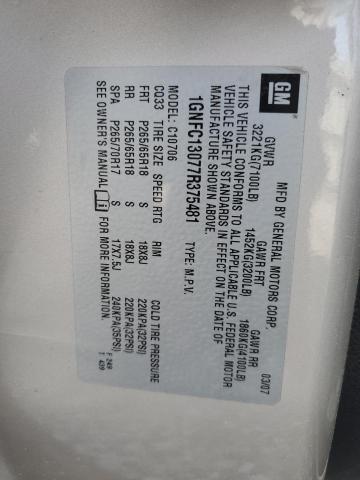 GM
MFD BY GENERAL MOTORS CORP. 03/07
GVWR GAWR FRT GAWR RR
3221KG(7100LB) 1452KG(3200LB) 1860KG(4100LB)
THIS VEHICLE CONFORMS TO ALL APPLICABLE U.S. FEDERAL MOTOR
VEHICLE SAFETY STANDARDS IN EFFECT ON THE DATE OF
MANUFACTURE SHOWN ABOVE.
1GNFC13077R375481 TYPE: M.P.V.
MODEL: C10706
CQ33 TIRE SIZE SPEED RTG RIM COLD TIRE PRESSURE
FRT P265/65R18 S 18X8J 220KPA(32PSI)
RR P265/65R18 S 18X8J 220KPA(32PSI)
SPA P265/70R17 S 17X7.5J 240KPA(35PSI)
SEE OWNER'S MANUAL i FOR MORE INFORMATION.
F 249
T 439